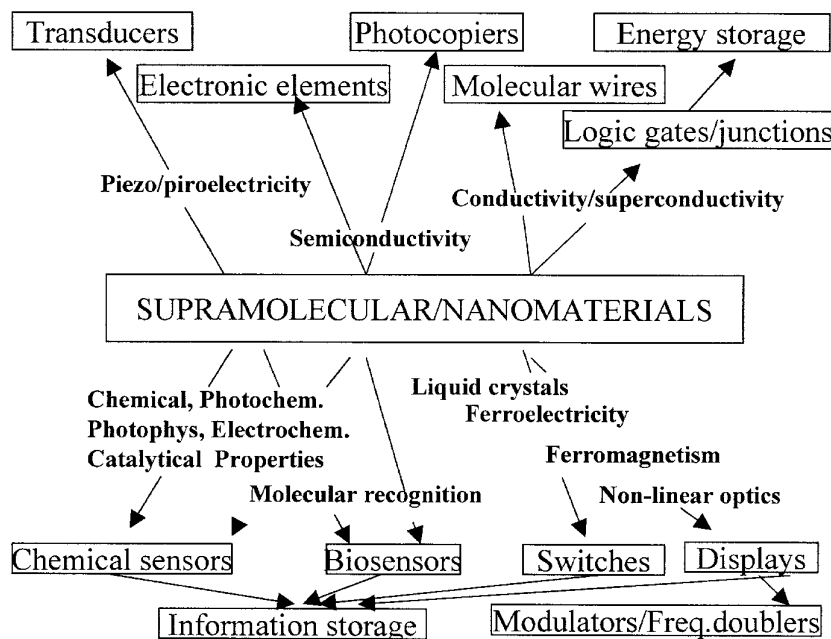 Transducers
Photocopiers
Energy storage
Electronic elements
Molecular wires
Logic gates/junctions
Piezo/piroelectricity
Conductivity/superconductivity
Semiconductivity
SUPRAMOLECULAR/NANOMATERIALS
Liquid crystals
Chemical, Photochem.
Ferroelectricity
Photophys, Electrochem.
Catalytical Properties
Ferromagnetism
Molecular recognition
Non-linear optics
Chemical sensors
Biosensors
Switches
Displays
Information storage
Modulators/Freq.doublers